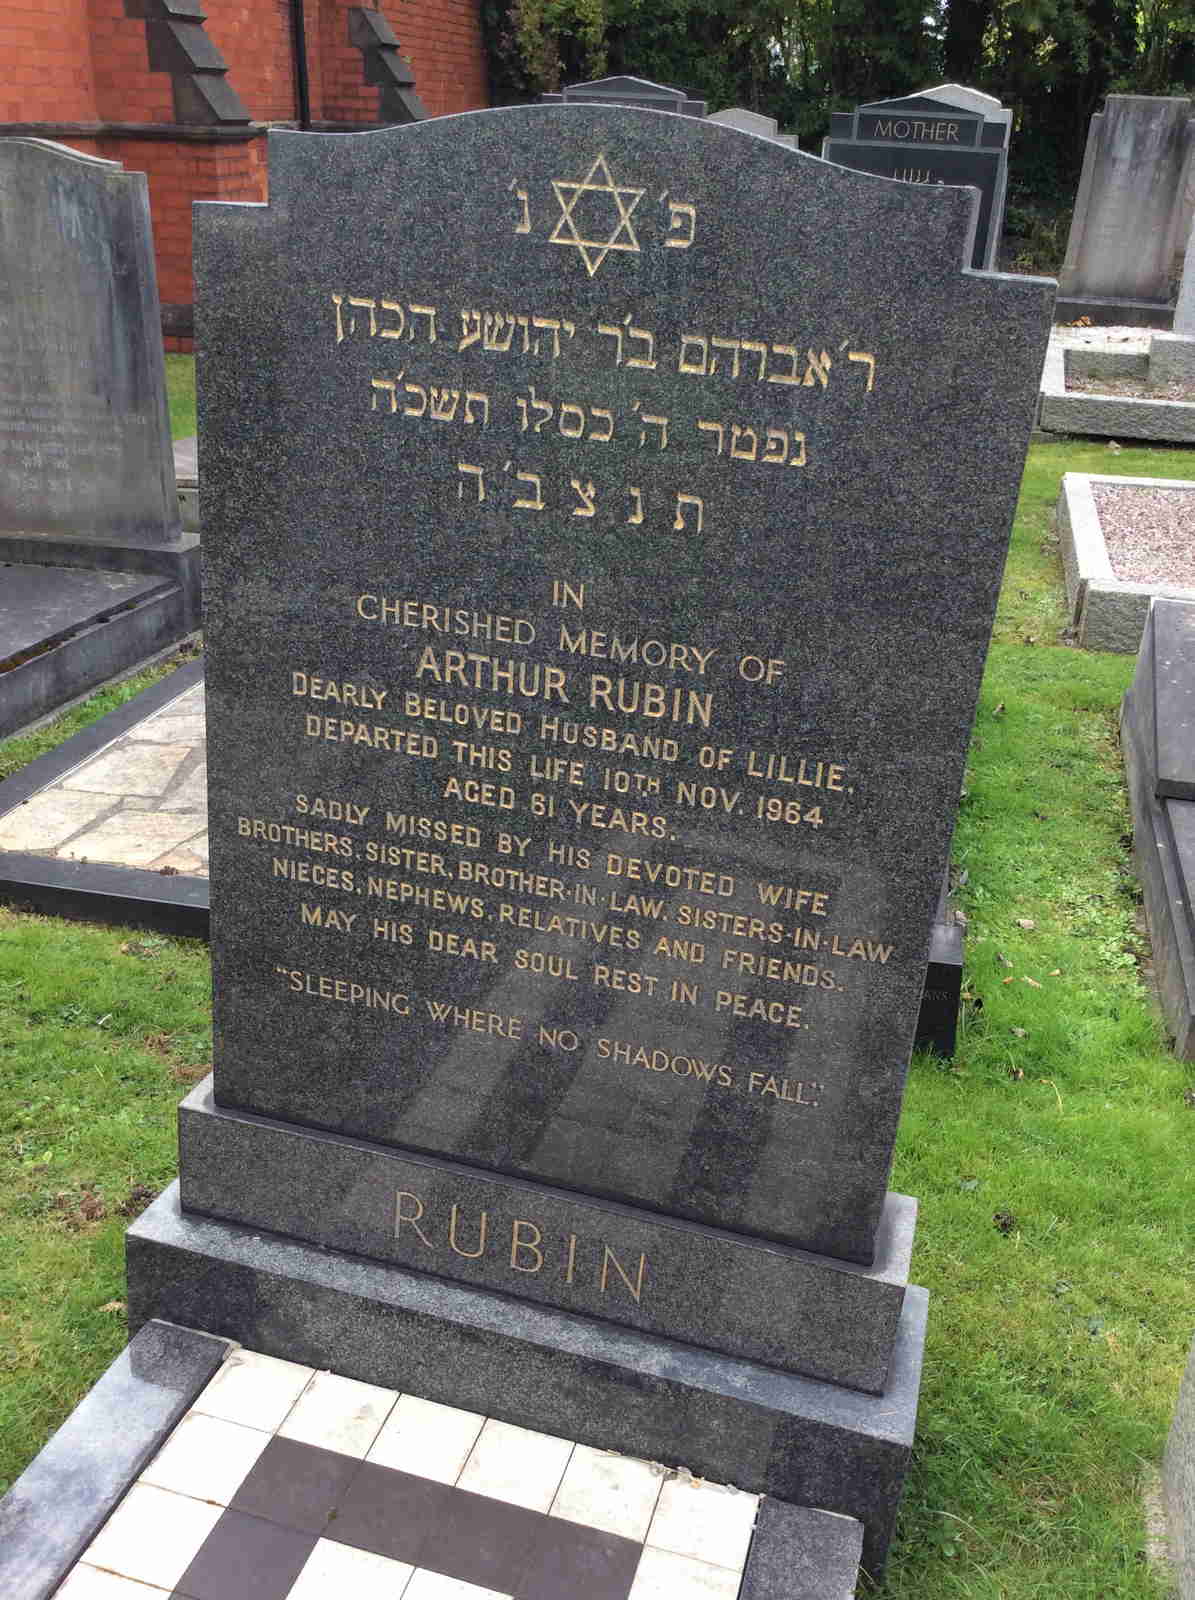 פ׳ נ׳
ר׳ אברהם ב׳ר יהושע הכהן
נפטר ה׳ כסלו תשכ׳ה
ת נ צ ב׳ ה
IN
CHERISHED MEMORY OF
ARTHUR RUBIN
DEARLY BELOVED HUSBAND OF LILLIE,
DEPARTED THIS LIFE 10TH NOV. 1964
AGED 61 YEARS.
SADLY MISSED BY HIS DEVOTED WIFE
BROTHERS, SISTER, BROTHER·IN·LAW, SISTERS·IN·LAW
NIECES, NEPHEWS, RELATIVES AND FRIENDS.
MAY HIS DEAR SOUL REST IN PEACE.
"SLEEPING WHERE NO SHADOWS FALL".
RUBIN
MOTHER